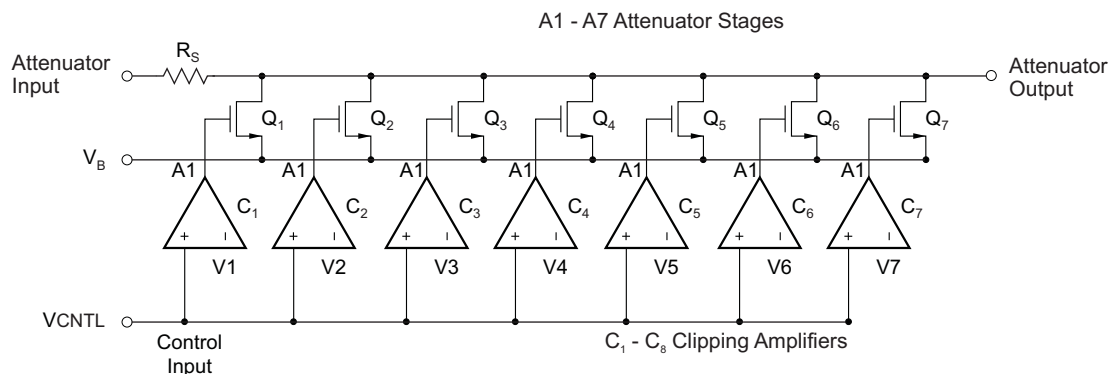 A1 - A7 Attenuator Stages
Attenuator
Input
R_S
Attenuator
Output
Q₁ Q₂ Q₃ Q₄ Q₅ Q₆ Q₇
V_B
A1 A1 A1 A1 A1 A1 A1
C₁ C₂ C₃ C₄ C₅ C₆ C₇
+ - + - + - + - + - + - + -
V1 V2 V3 V4 V5 V6 V7
VCNTL
Control
Input
C₁ - C₈ Clipping Amplifiers